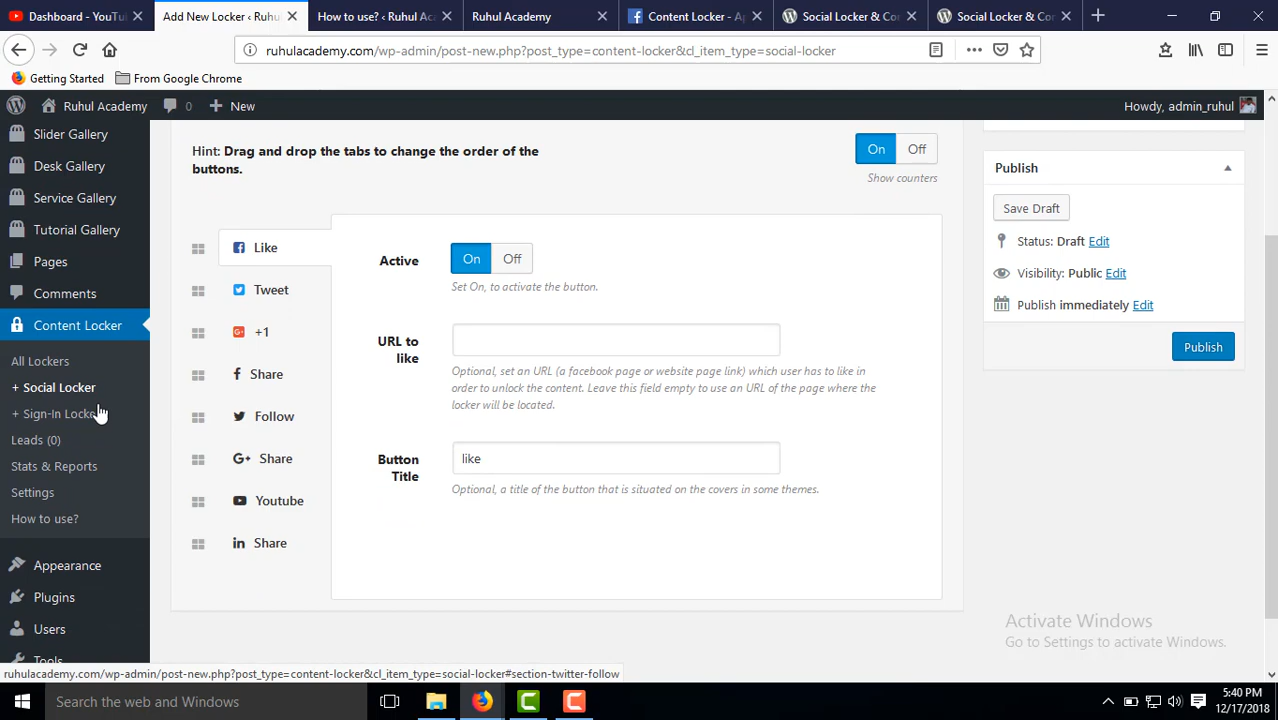 Dashboard - YouTu
Add New Locker ‹ Ruhul
How to use? ‹ Ruhul Aca
Ruhul Academy
Content Locker - Ap
Social Locker & Cor
Social Locker & Cor
ruhulacademy.com/wp-admin/post-new.php?post_type=content-locker&cl_item_type=social-locker
Getting Started
From Google Chrome
Ruhul Academy
0
New
Howdy, admin_ruhul
Slider Gallery
Desk Gallery
Service Gallery
Tutorial Gallery
Pages
Comments
Content Locker
All Lockers
+ Social Locker
+ Sign-In Locke
Leads (0)
Stats & Reports
Settings
How to use?
Appearance
Plugins
Users
Tools
Hint: Drag and drop the tabs to change the order of the
buttons.
On Off
Show counters
Like
Tweet
+1
Share
Follow
Share
Youtube
Share
Active
On Off
Set On, to activate the button.
URL to
like
Optional, set an URL (a facebook page or website page link) which user has to like in
order to unlock the content. Leave this field empty to use an URL of the page where the
locker will be located.
Button
Title
like
Optional, a title of the button that is situated on the covers in some themes.
Publish
Save Draft
Status: Draft Edit
Visibility: Public Edit
Publish immediately Edit
Publish
Activate Windows
Go to Settings to activate Windows.
ruhulacademy.com/wp-admin/post-new.php?post_type=content-locker&cl_item_type=social-locker#section-twitter-follow
Search the web and Windows
5:40 PM
12/17/2018